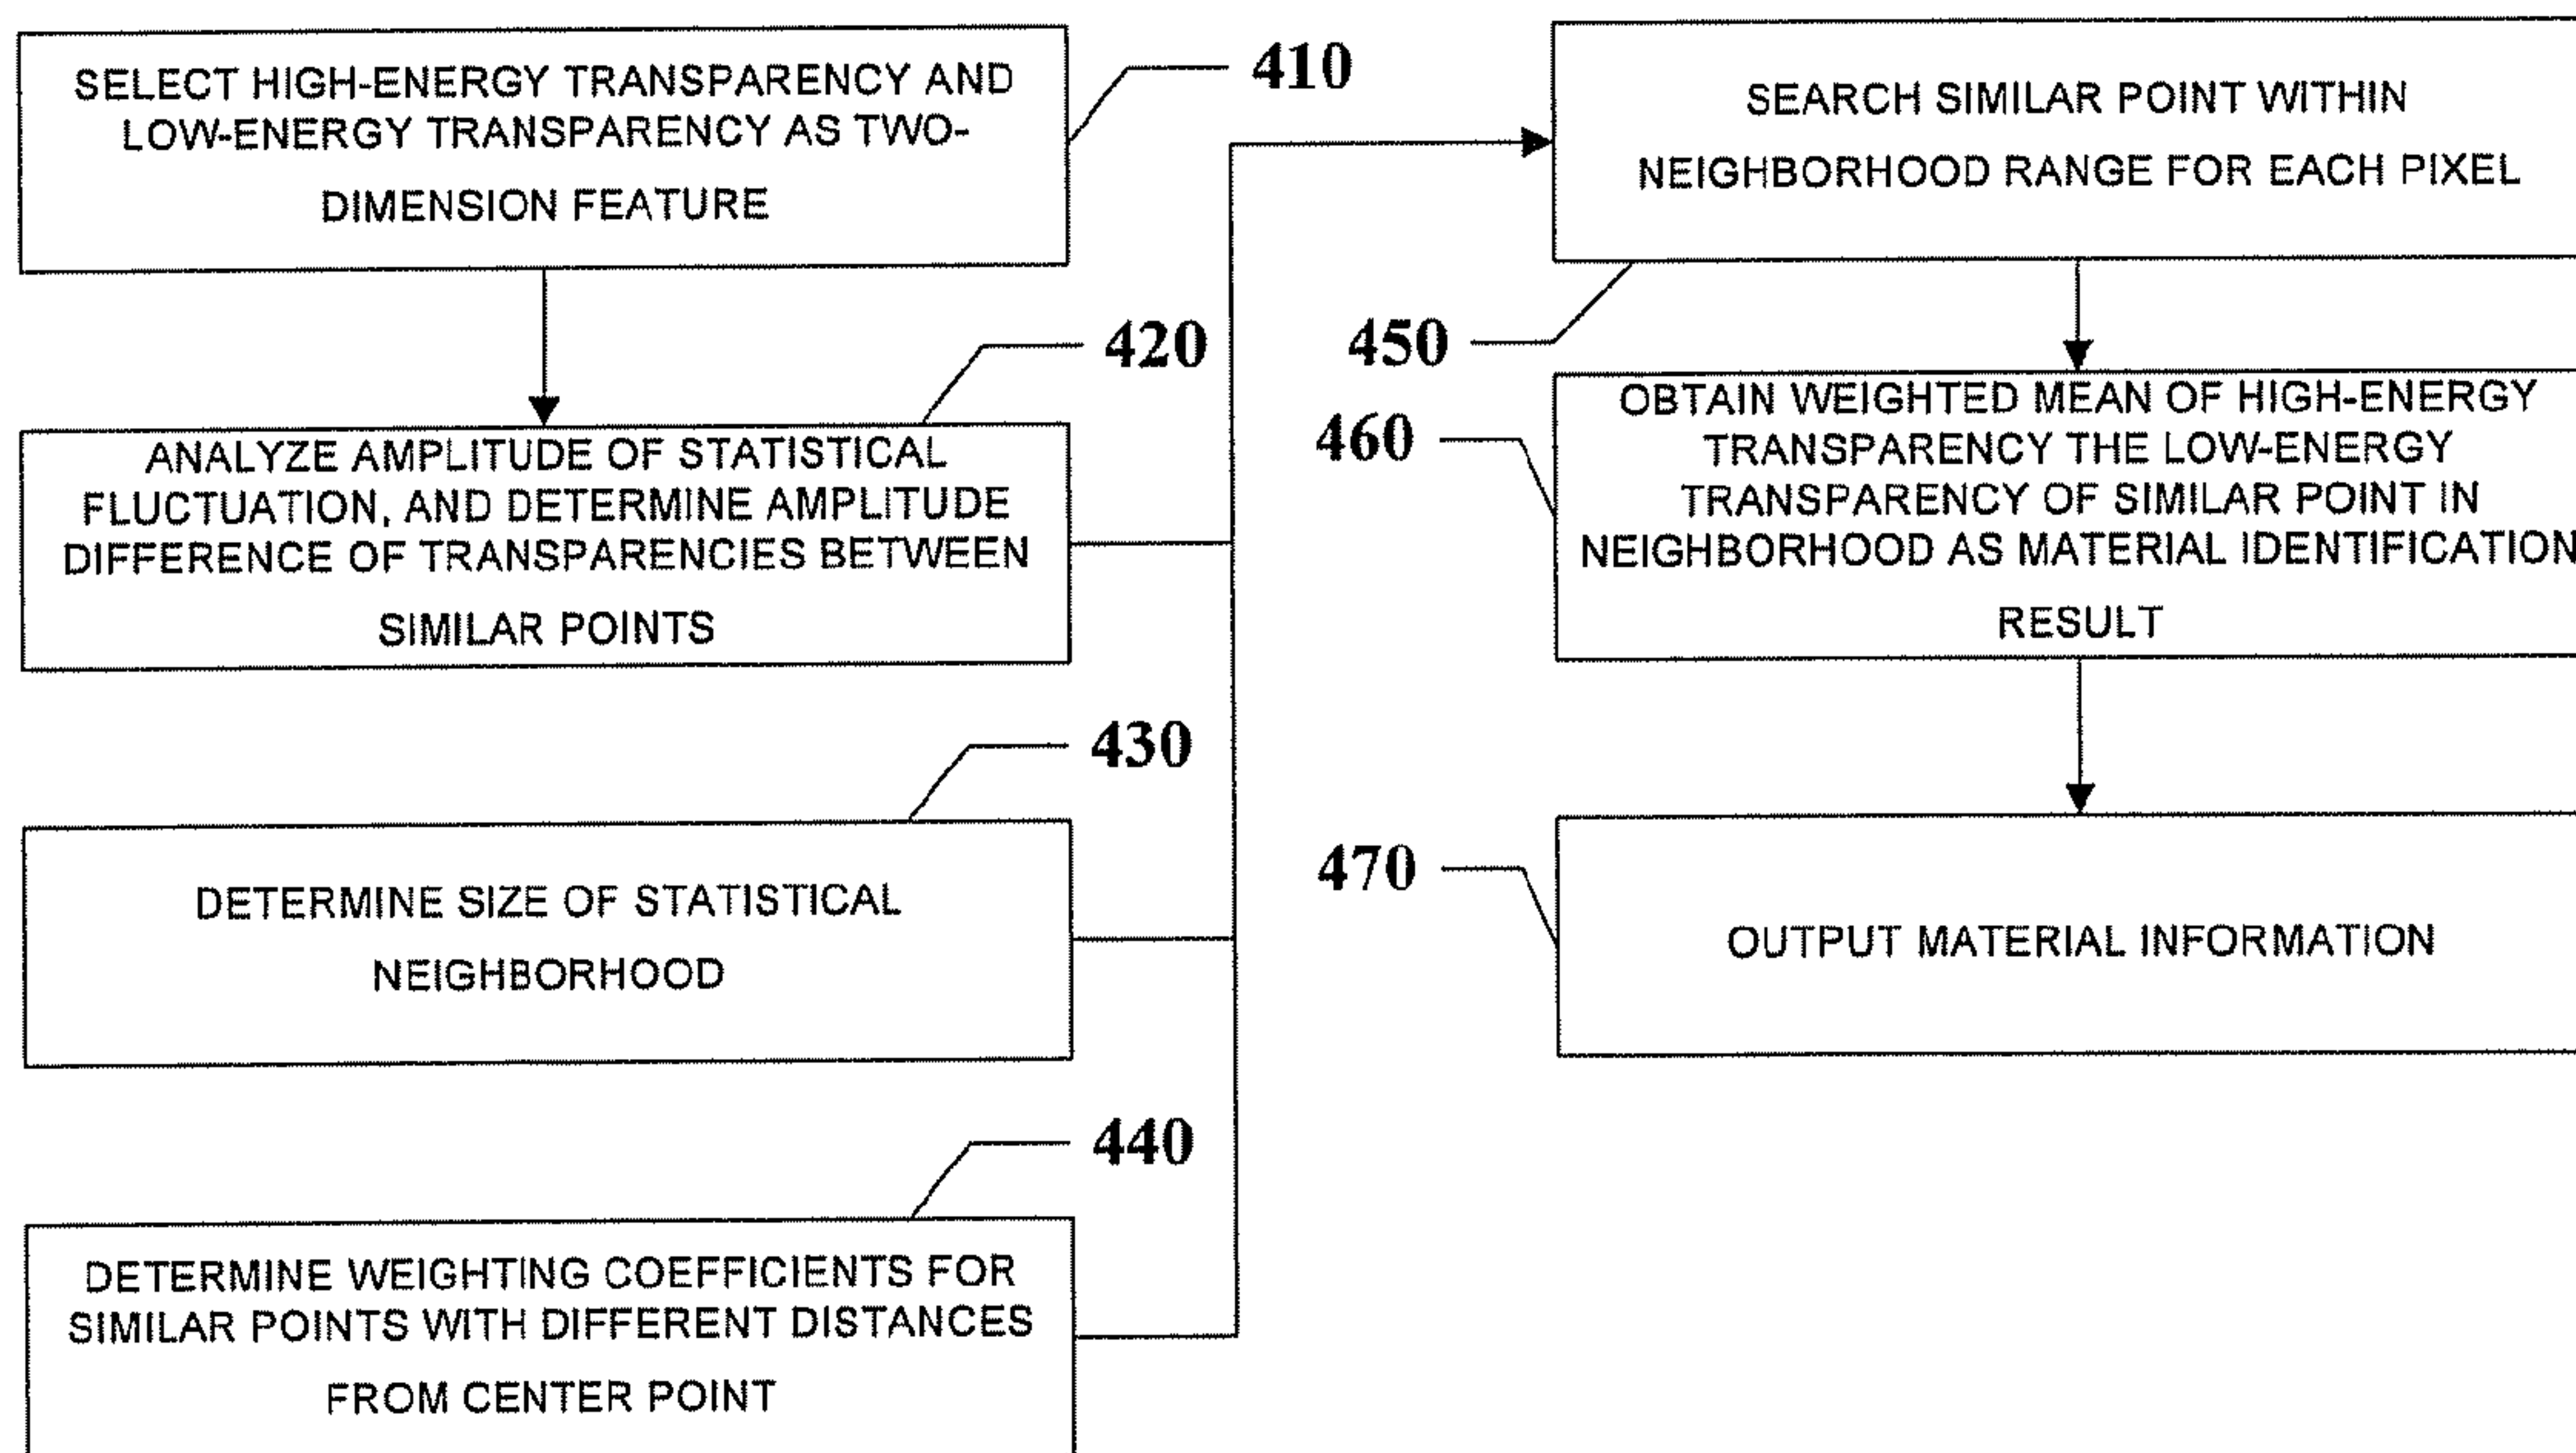 SELECT HIGH-ENERGY TRANSPARENCY AND
LOW-ENERGY TRANSPARENCY AS TWO-
DIMENSION FEATURE
410
ANALYZE AMPLITUDE OF STATISTICAL
FLUCTUATION, AND DETERMINE AMPLITUDE
DIFFERENCE OF TRANSPARENCIES BETWEEN
SIMILAR POINTS
420
DETERMINE SIZE OF STATISTICAL
NEIGHBORHOOD
430
DETERMINE WEIGHTING COEFFICIENTS FOR
SIMILAR POINTS WITH DIFFERENT DISTANCES
FROM CENTER POINT
440
SEARCH SIMILAR POINT WITHIN
NEIGHBORHOOD RANGE FOR EACH PIXEL
450
OBTAIN WEIGHTED MEAN OF HIGH-ENERGY
TRANSPARENCY THE LOW-ENERGY
TRANSPARENCY OF SIMILAR POINT IN
NEIGHBORHOOD AS MATERIAL IDENTIFICATION
RESULT
460
OUTPUT MATERIAL INFORMATION
470